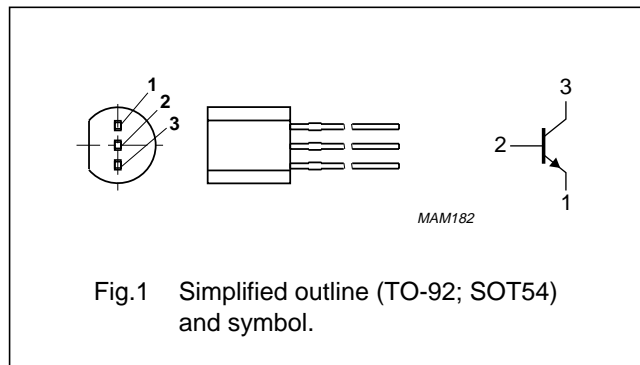 1
2
3
3
2
1
MAM182
Fig.1 Simplified outline (TO-92; SOT54)
and symbol.